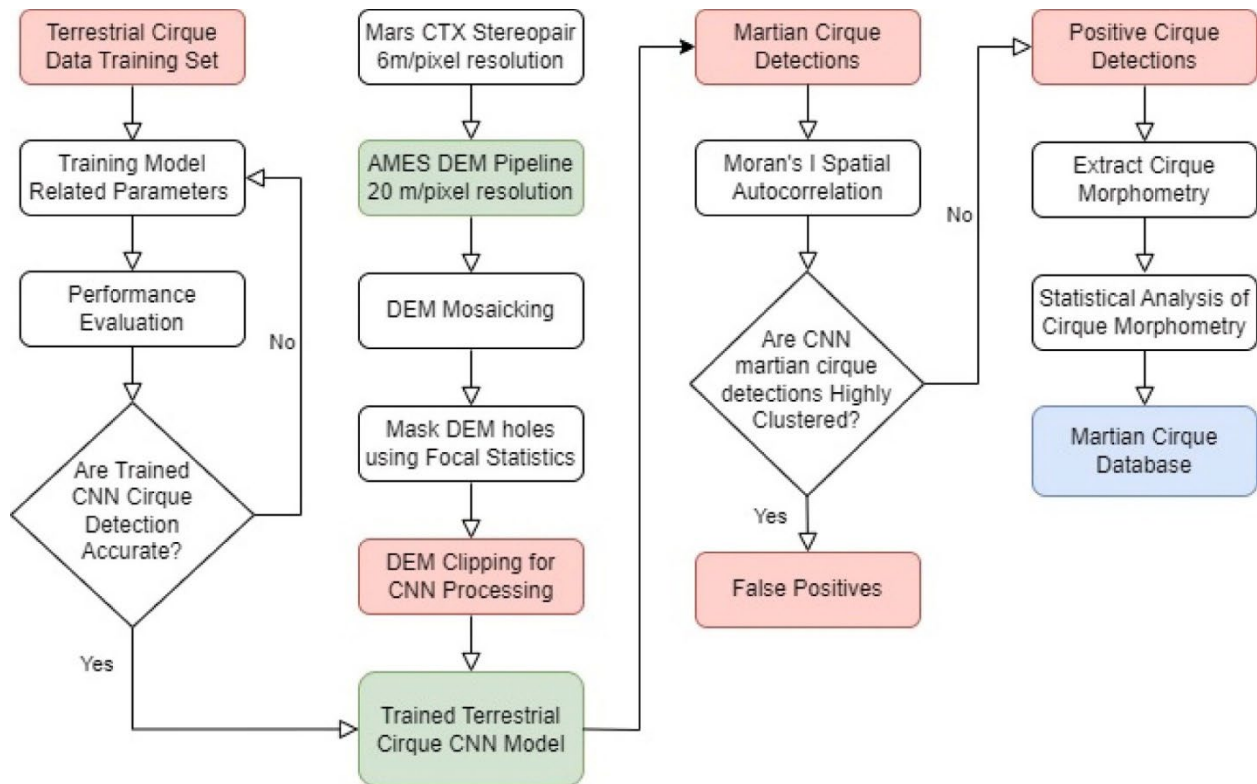 Terrestrial Cirque
Data Training Set
Training Model
Related Parameters
Performance
Evaluation
No
Are Trained
CNN Cirque
Detection
Accurate?
Yes
Mars CTX Stereopair
6m/pixel resolution
AMES DEM Pipeline
20 m/pixel resolution
DEM Mosaicking
Mask DEM holes
using Focal Statistics
DEM Clipping for
CNN Processing
Trained Terrestrial
Cirque CNN Model
Martian Cirque
Detections
Moran's I Spatial
Autocorrelation
Are CNN
martian cirque
detections Highly
Clustered?
No
Yes
False Positives
Positive Cirque
Detections
Extract Cirque
Morphometry
Statistical Analysis of
Cirque Morphometry
Martian Cirque
Database